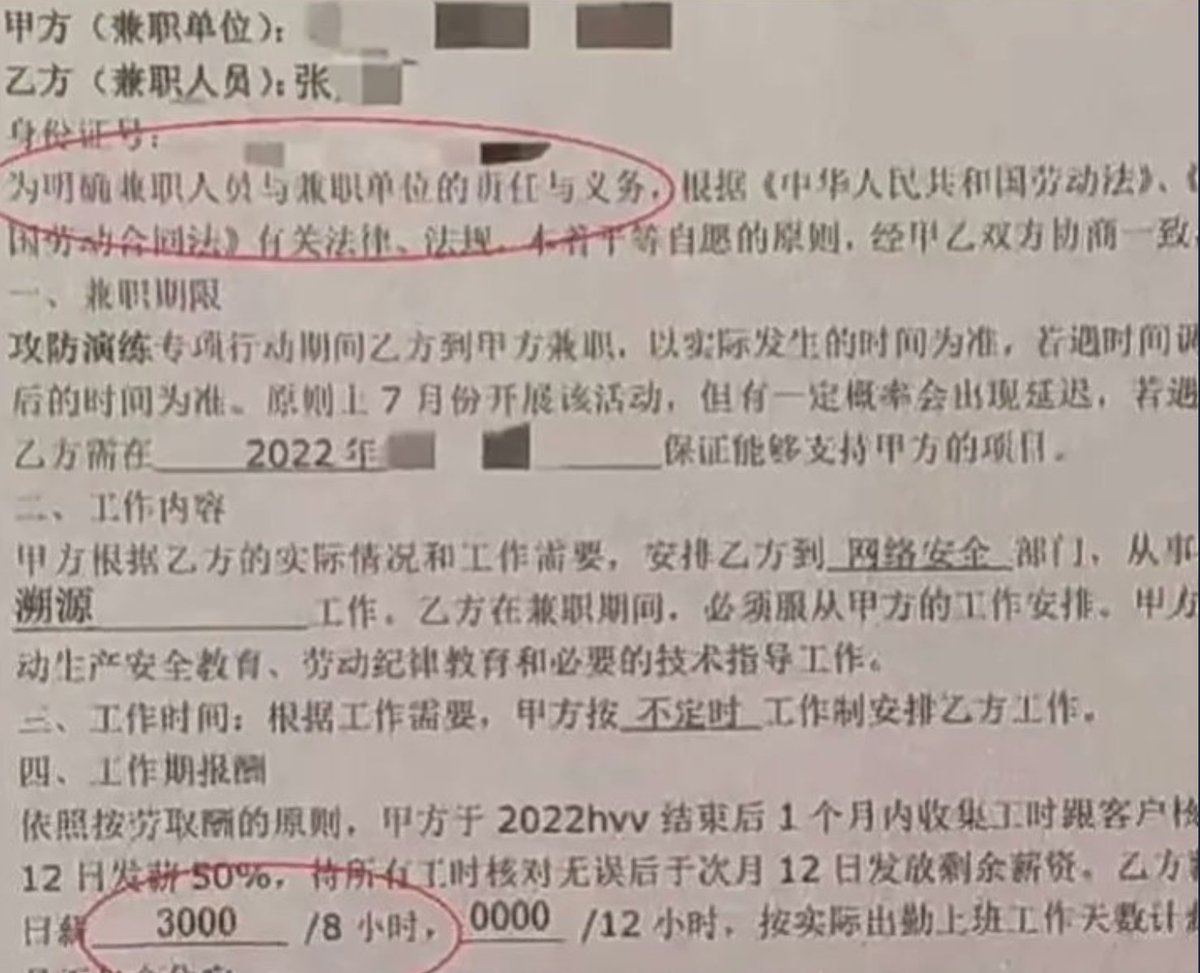 甲方（兼职单位）：
乙方（兼职人员）：张
身份证号：
为明确兼职人员与兼职单位的责任与义务，根据《中华人民共和国劳动法》、《
国劳动合同法》有关法律、法规，本着平等自愿的原则，经甲乙双方协商一致，
一、兼职期限
攻防演练专项行动期间乙方到甲方兼职，以实际发生的时间为准，若遇时间调
后的时间为准。原则上 7 月份开展该活动，但有一定概率会出现延迟，若遇
乙方需在 2022 年 保证能够支持甲方的项目。
二、工作内容
甲方根据乙方的实际情况和工作需要，安排乙方到 网络安全 部门，从事
溯源 工作。乙方在兼职期间，必须服从甲方的工作安排。甲方
动生产安全教育、劳动纪律教育和必要的技术指导工作。
三、工作时间：根据工作需要，甲方按 不定时 工作制安排乙方工作。
四、工作期报酬
依照按劳取酬的原则，甲方于 2022hvv 结束后 1 个月内收集工时跟客户核
12 日发薪 50%，待所有工时核对无误后于次月 12 日发放剩余薪资。乙方
日薪 3000 /8 小时， 0000 /12 小时，按实际出勤上班工作天数计